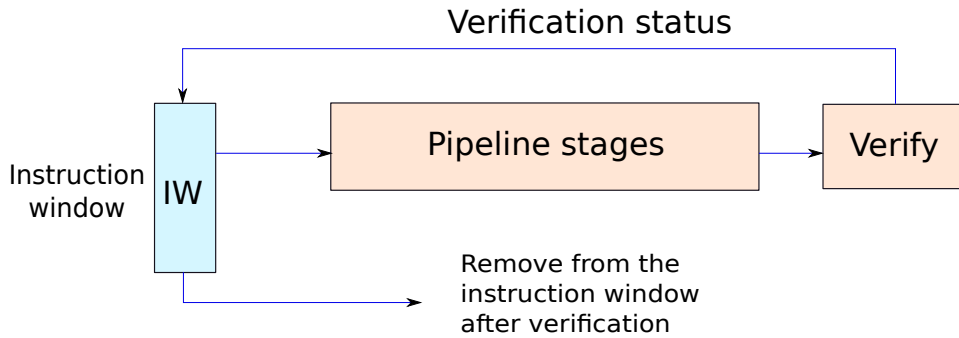 Verification status
Instruction
window
IW
Pipeline stages
Verify
Remove from the
instruction window
after verification